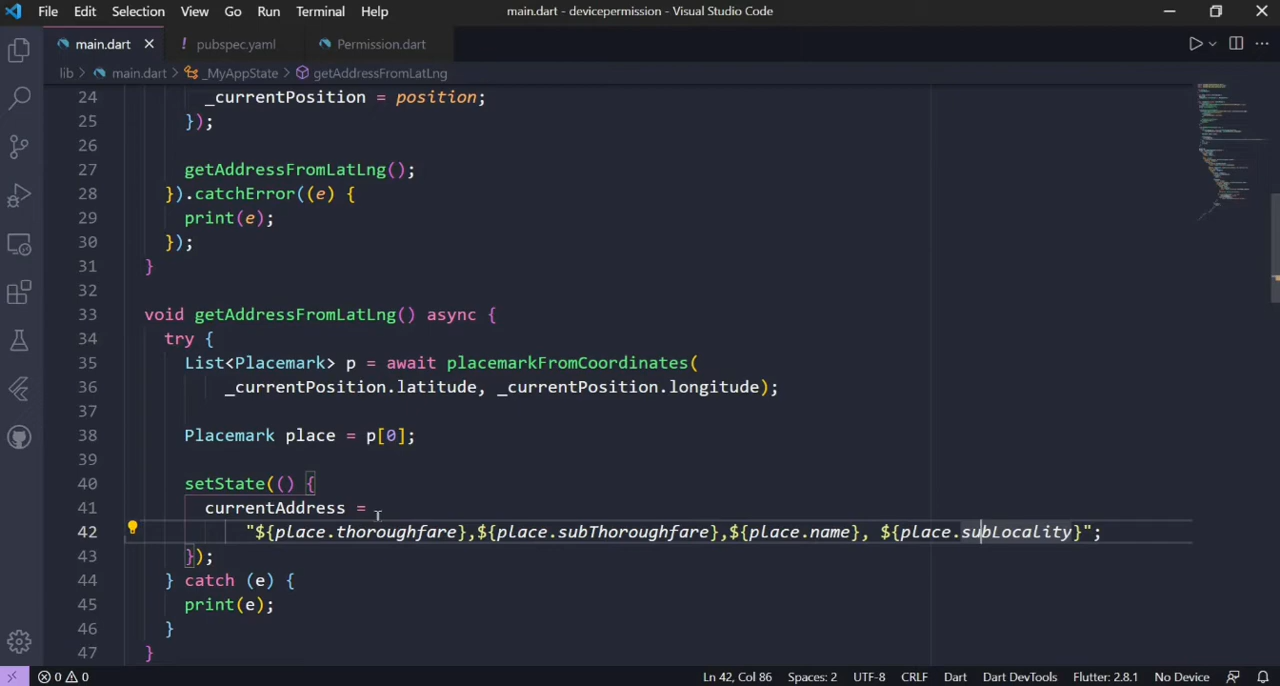 File Edit Selection View Go Run Terminal Help main.dart - devicepermission - Visual Studio Code
main.dart pubspec.yaml Permission.dart
lib > main.dart > _MyAppState > getAddressFromLatLng
24 _currentPosition = position;
25 });
26
27 getAddressFromLatLng();
28 }).catchError((e) {
29 print(e);
30 });
31 }
32
33 void getAddressFromLatLng() async {
34 try {
35 List<Placemark> p = await placemarkFromCoordinates(
36 _currentPosition.latitude, _currentPosition.longitude);
37
38 Placemark place = p[0];
39
40 setState(() {
41 currentAddress =
42 "${place.thoroughfare},${place.subThoroughfare},${place.name}, ${place.subLocality}";
43 });
44 } catch (e) {
45 print(e);
46 }
47 }
0 0 Ln 42, Col 86 Spaces: 2 UTF-8 CRLF Dart Dart DevTools Flutter: 2.8.1 No Device